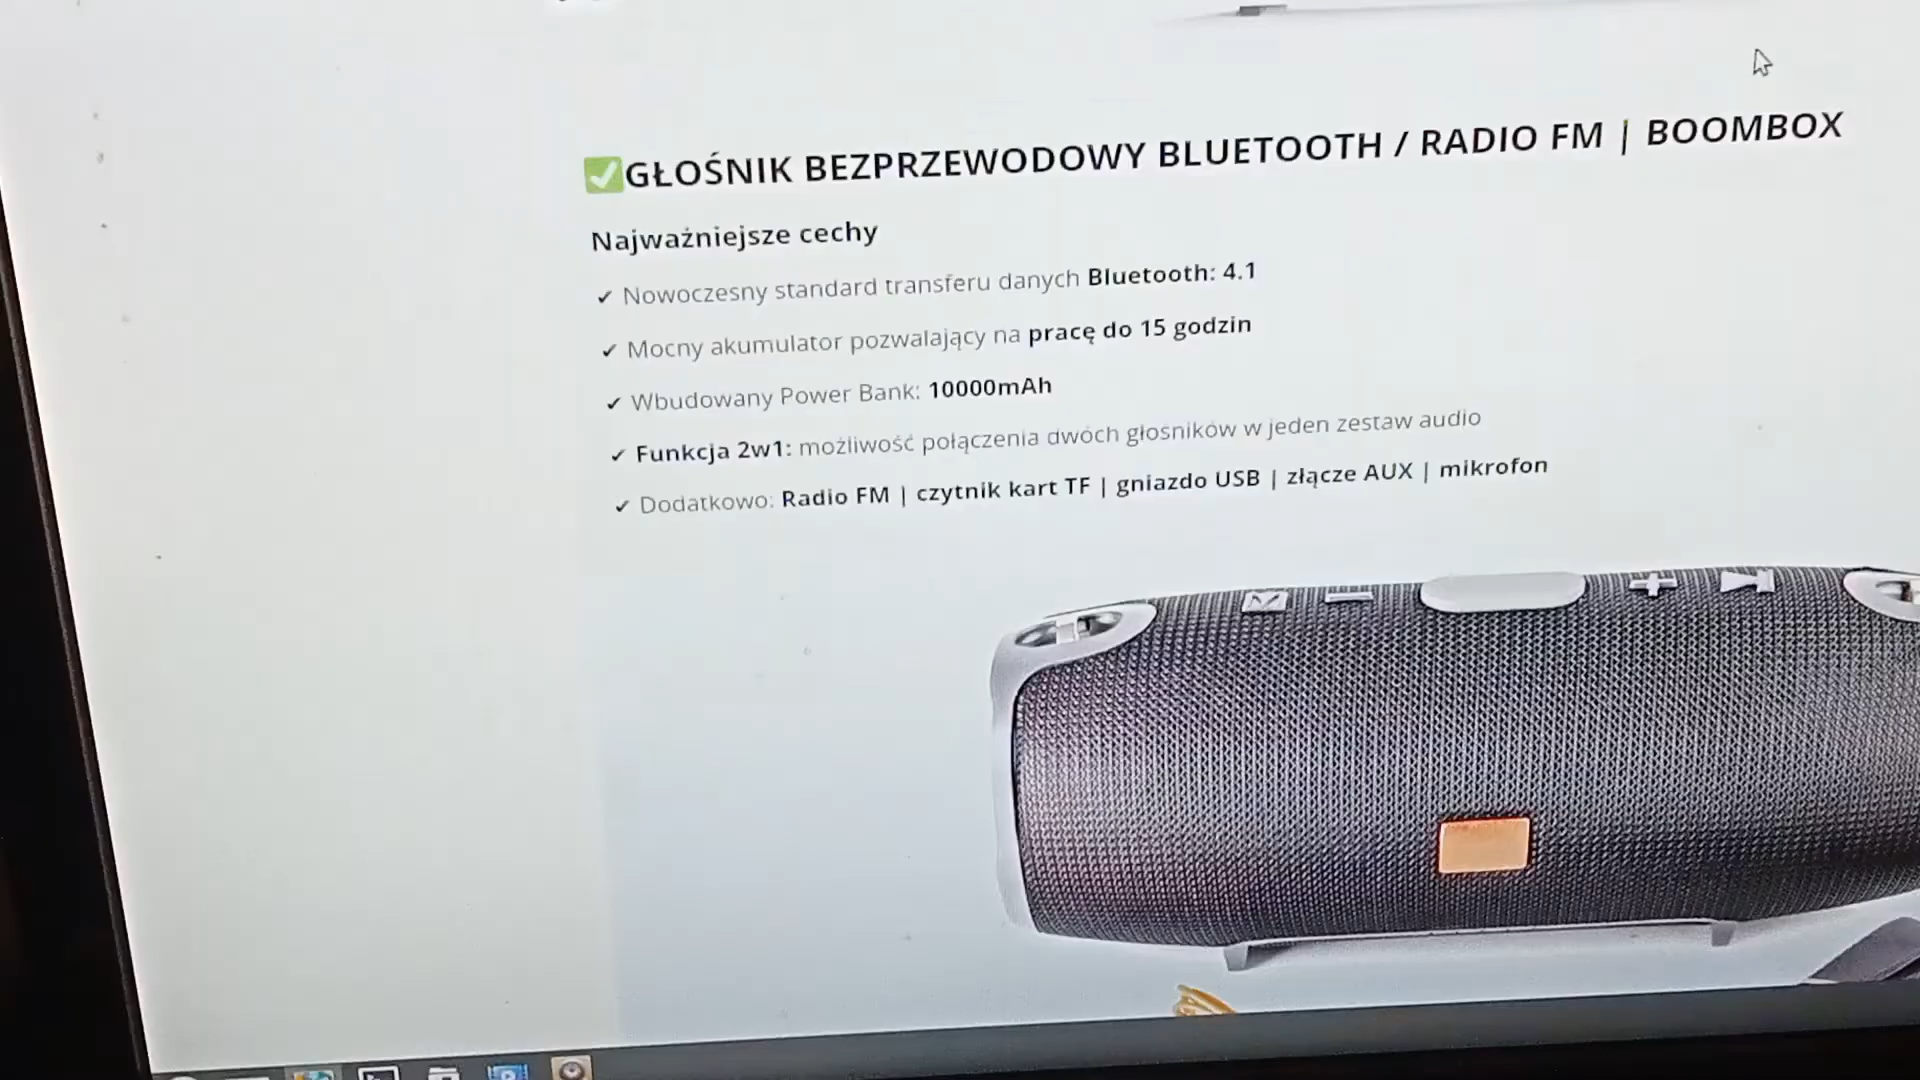 ✅GŁOŚNIK BEZPRZEWODOWY BLUETOOTH / RADIO FM | BOOMBOX
Najważniejsze cechy
✔ Nowoczesny standard transferu danych Bluetooth: 4.1
✔ Mocny akumulator pozwalający na pracę do 15 godzin
✔ Wbudowany Power Bank: 10000mAh
✔ Funkcja 2w1: możliwość połączenia dwóch głośników w jeden zestaw audio
✔ Dodatkowo: Radio FM | czytnik kart TF | gniazdo USB | złącze AUX | mikrofon